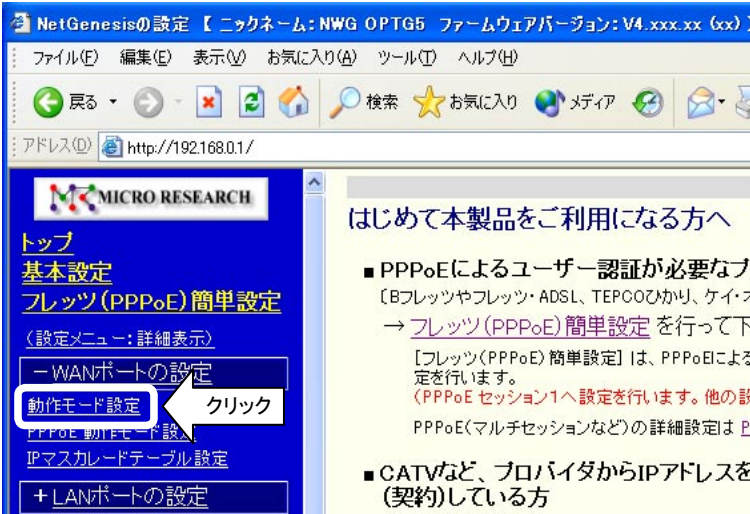 NetGenesisの設定 【 ニックネーム: NWG OPTG5 ファームウェアバージョン: V4.xxx.xx (xx)
ファイル(F) 編集(E) 表示(V) お気に入り(A) ツール(T) ヘルプ(H)
戻る 検索 お気に入り メディア
アドレス(D) http://192.168.0.1/
MICRO RESEARCH
トップ
基本設定
フレッツ(PPPoE)簡単設定
(設定メニュー：詳細表示)
－WANポートの設定
動作モード設定
クリック
PPPoE 動作モード設
IPマスカレードテーブル設定
＋LANポートの設定
はじめて本製品をご利用になる方へ
■PPPoEによるユーザー認証が必要なプ
〔Bフレッツやフレッツ・ADSL、TEPCOひかり、ケイ・オ
→ フレッツ(PPPoE)簡単設定 を行って下
[フレッツ(PPPoE)簡単設定] は、PPPoEによる
定を行います。
(PPPoE セッション1へ設定を行います。他の設
PPPoE(マルチセッションなど)の詳細設定は P
■CATVなど、プロバイダからIPアドレスを
(契約)している方